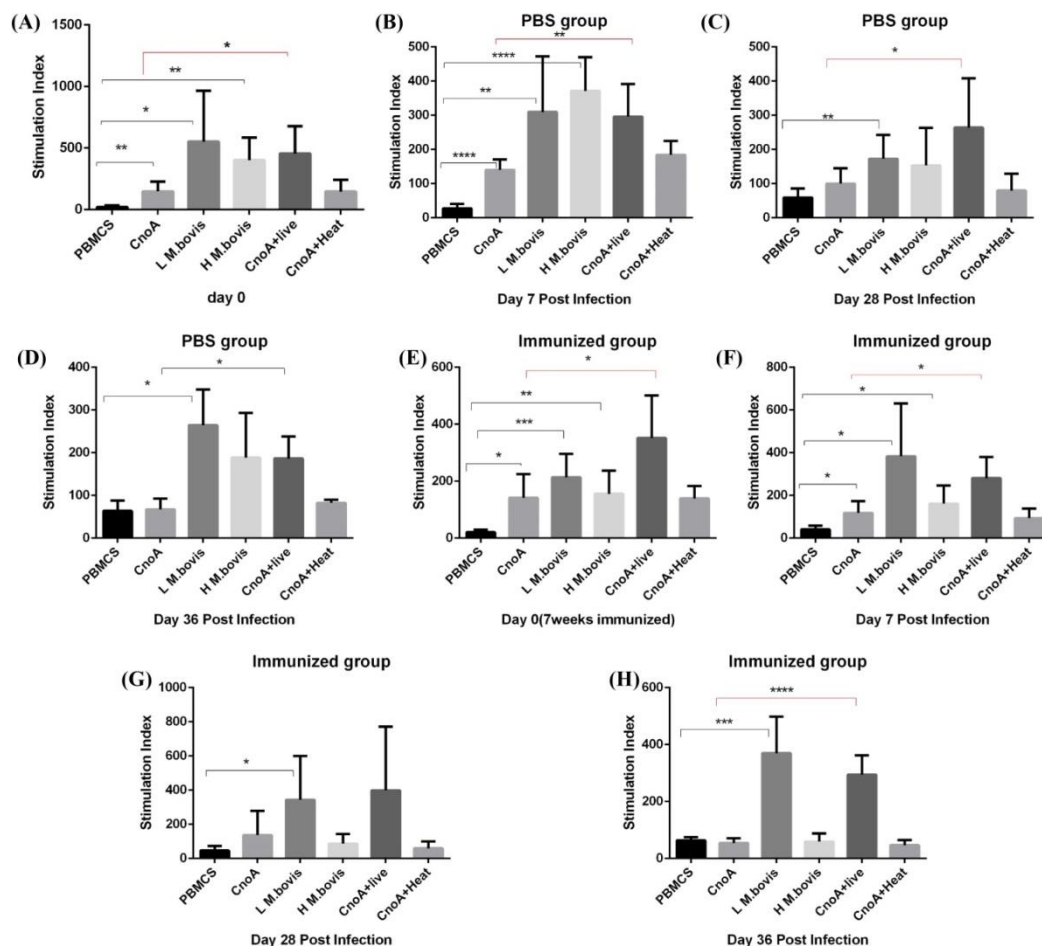 (A)
Stimulation Index
1500
1000
500
0
*
**
*
**
PBMCS
CnoA
L M.bovis
H M.bovis
CnoA+live
CnoA+Heat
day 0
(B)
PBS group
Stimulation Index
500
400
300
200
100
0
**
****
**
****
PBMCS
CnoA
L M.bovis
H M.bovis
CnoA+live
CnoA+Heat
Day 7 Post Infection
(C)
PBS group
Stimulation Index
500
400
300
200
100
0
*
**
PBMCS
CnoA
L M.bovis
H M.bovis
CnoA+live
CnoA+Heat
Day 28 Post Infection
(D)
PBS group
Stimulation Index
400
300
200
100
0
*
*
PBMCS
CnoA
L M.bovis
H M.bovis
CnoA+live
CnoA+Heat
Day 36 Post Infection
(E)
Immunized group
Stimulation Index
600
400
200
0
*
**
***
*
PBMCS
CnoA
L M.bovis
H M.bovis
CnoA+live
CnoA+Heat
Day 0(7weeks immunized)
(F)
Immunized group
Stimulation Index
800
600
400
200
0
*
*
*
*
PBMCS
CnoA
L M.bovis
H M.bovis
CnoA+live
CnoA+Heat
Day 7 Post Infection
(G)
Immunized group
Stimulation Index
1000
800
600
400
200
0
*
PBMCS
CnoA
L M.bovis
H M.bovis
CnoA+live
CnoA+Heat
Day 28 Post Infection
(H)
Immunized group
Stimulation Index
600
400
200
0
****
***
PBMCS
CnoA
L M.bovis
H M.bovis
CnoA+live
CnoA+Heat
Day 36 Post Infection